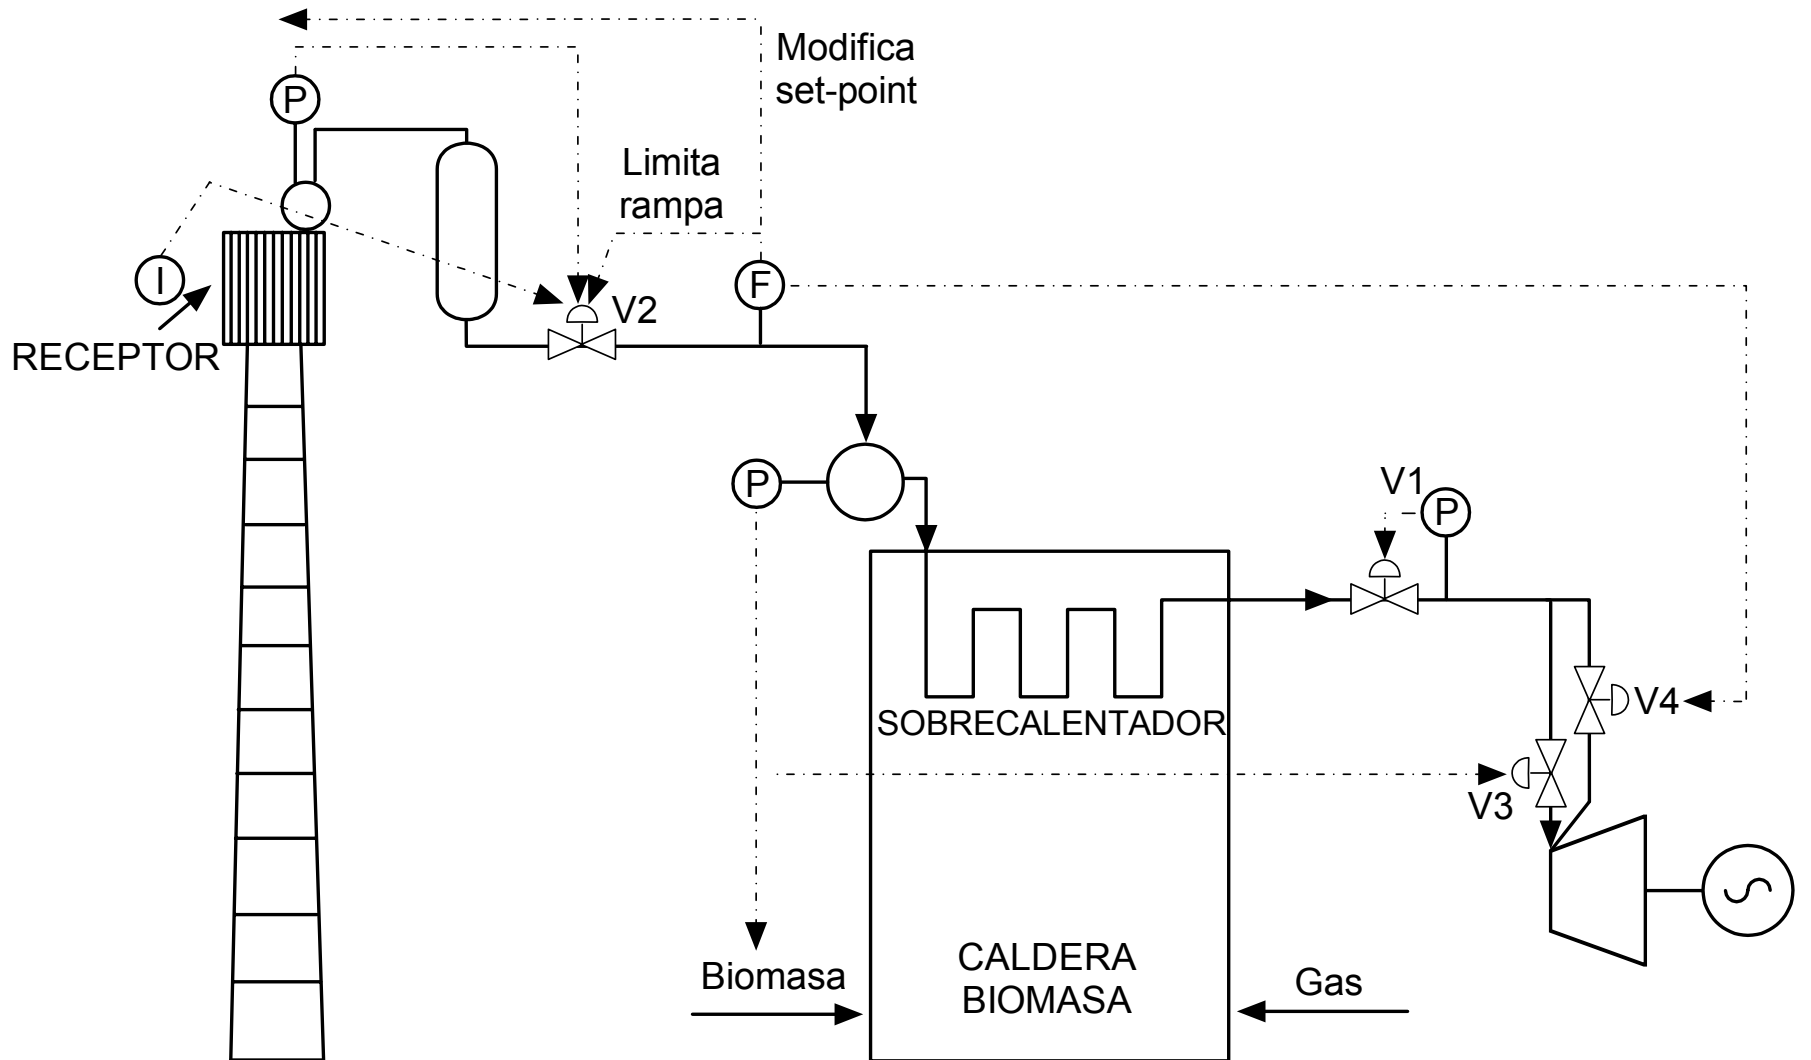 Modifica
set-point
P
Limita
rampa
I
F
V2
RECEPTOR
P
V1
P
SOBRECALENTADOR
V4
V3
CALDERA
BIOMASA
Biomasa
Gas